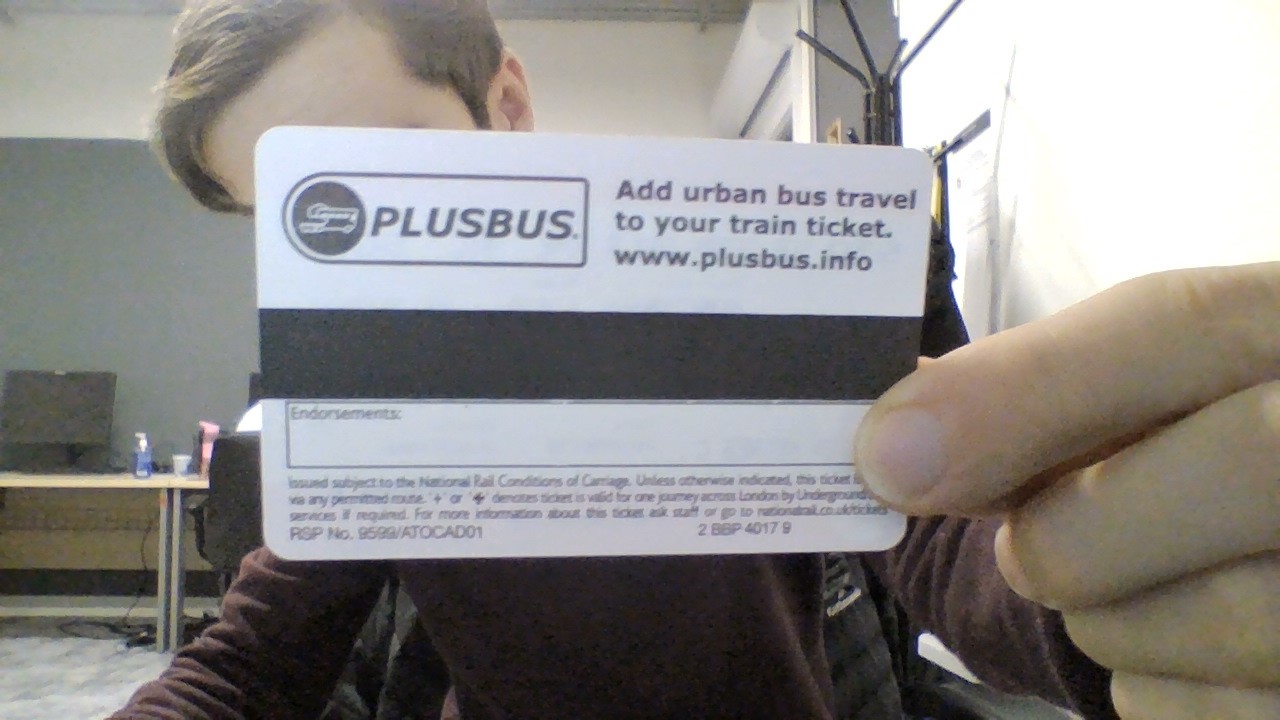 PLUSBUS.
Add urban bus travel
to your train ticket.
www.plusbus.info
Endorsements:
Issued subject to the National Rail Conditions of Carriage. Unless otherwise indicated, this ticket
via any permitted route. '+' or '✠' denotes ticket is valid for one journey across London by Underground
services if required. For more information about this ticket ask staff or go to nationalrail.co.uk/tickets
RSP No. 9599/ATOCAD01
2 BBP 4017 9